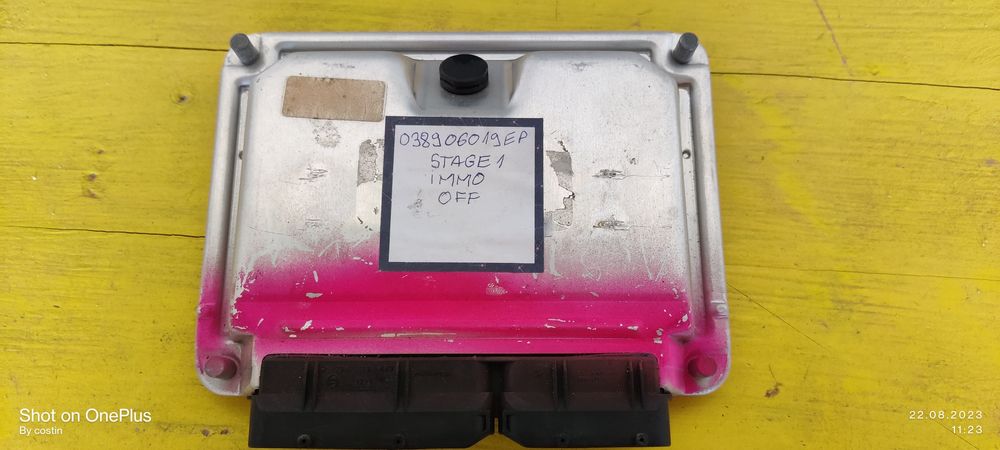 038906019EP
STAGE 1
IMMO
OFF
Shot on OnePlus
By costin
22.08.2023
11:23